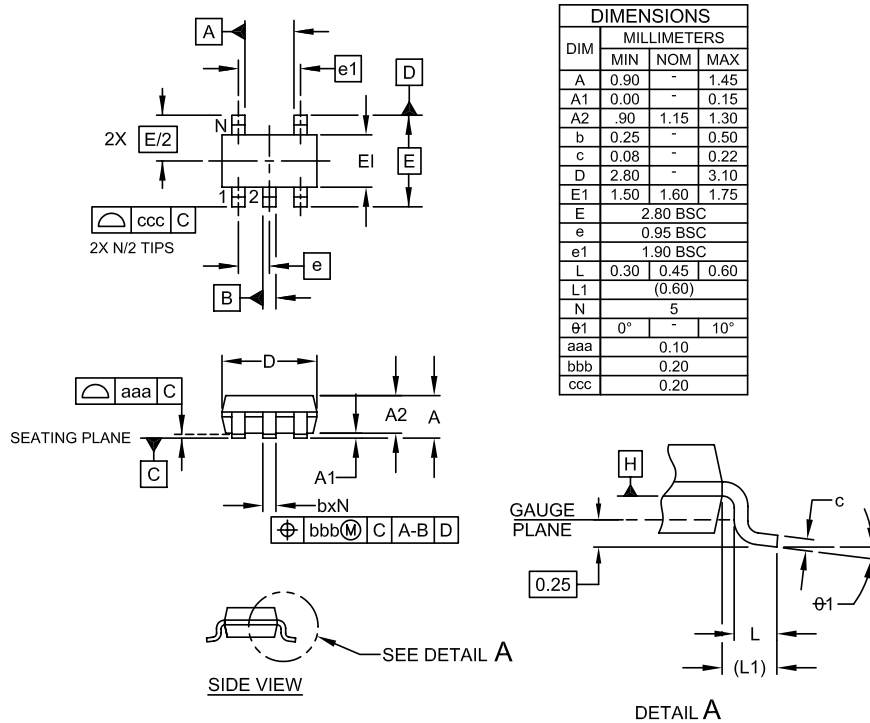 A
e1
D
N
2X E/2
E1
E
1 2
⌓ ccc C
2X N/2 TIPS
e
B
DIMENSIONS
DIM MILLIMETERS
MIN NOM MAX
A 0.90 - 1.45
A1 0.00 - 0.15
A2 .90 1.15 1.30
b 0.25 - 0.50
c 0.08 - 0.22
D 2.80 - 3.10
E1 1.50 1.60 1.75
E 2.80 BSC
e 0.95 BSC
e1 1.90 BSC
L 0.30 0.45 0.60
L1 (0.60)
N 5
θ1 0° - 10°
aaa 0.10
bbb 0.20
ccc 0.20
D
⌓ aaa C
A2 A
SEATING PLANE
C
A1
bxN
⌖ bbbⓂ C A-B D
SEE DETAIL A
SIDE VIEW
H
c
GAUGE
PLANE
0.25
θ1
L
(L1)
DETAIL A